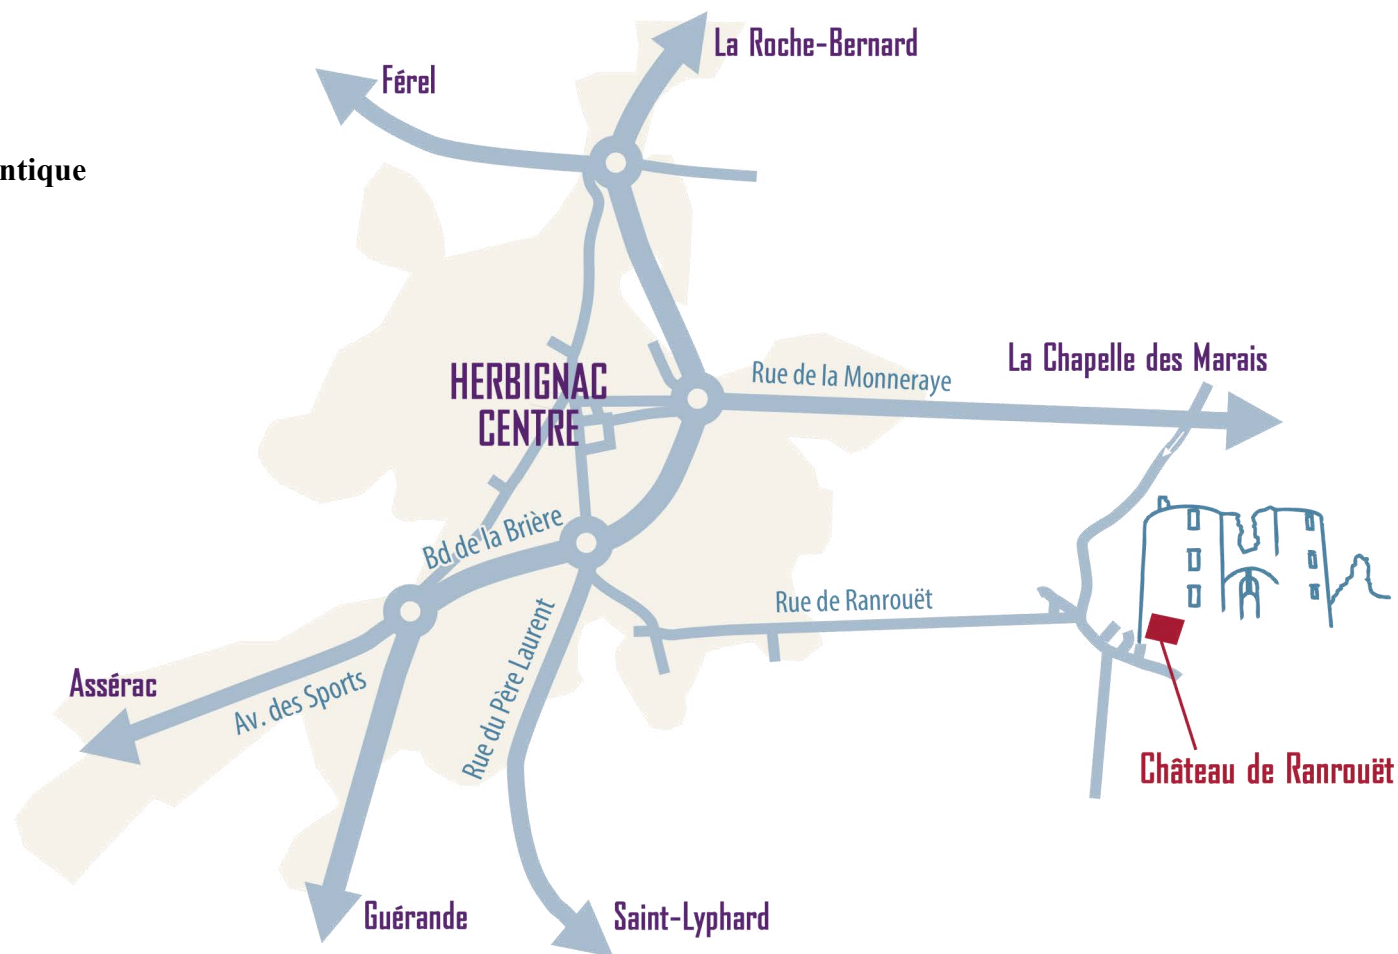 La Roche-Bernard
Férel
ntique
La Chapelle des Marais
Rue de la Monneraye
HERBIGNAC
CENTRE
Bd de la Brière
Rue de Ranrouët
Rue du Père Laurent
Assérac
Av. des Sports
Château de Ranrouët
Guérande
Saint-Lyphard